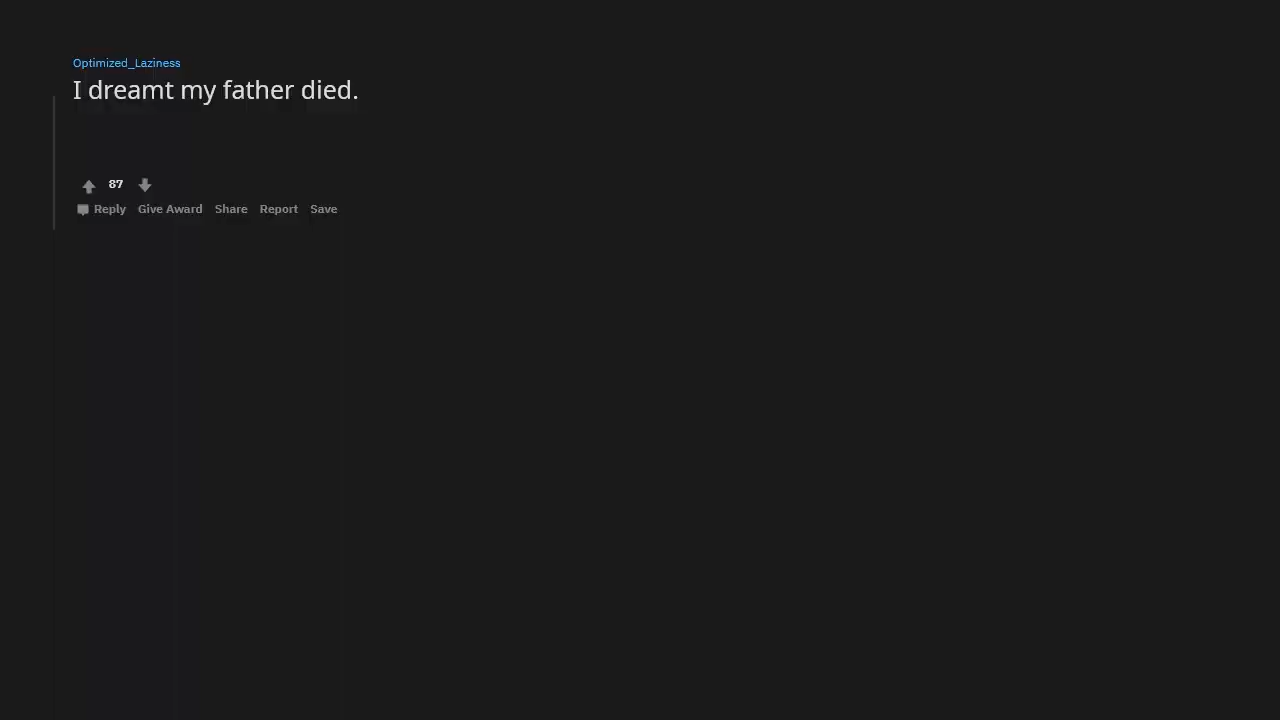 Optimized_Laziness
I dreamt my father died.
87
Reply Give Award Share Report Save